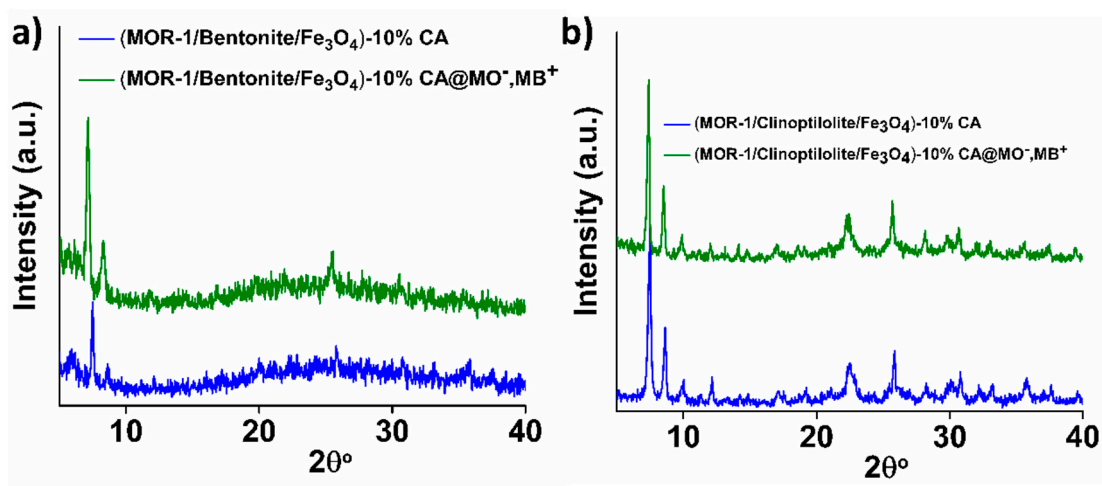 a)
(MOR-1/Bentonite/Fe₃O₄)-10% CA
(MOR-1/Bentonite/Fe₃O₄)-10% CA@MO⁻,MB⁺
Intensity (a.u.)
10 20 30 40
2θ°
b)
(MOR-1/Clinoptilolite/Fe₃O₄)-10% CA
(MOR-1/Clinoptilolite/Fe₃O₄)-10% CA@MO⁻,MB⁺
Intensity (a.u.)
10 20 30 40
2θ°